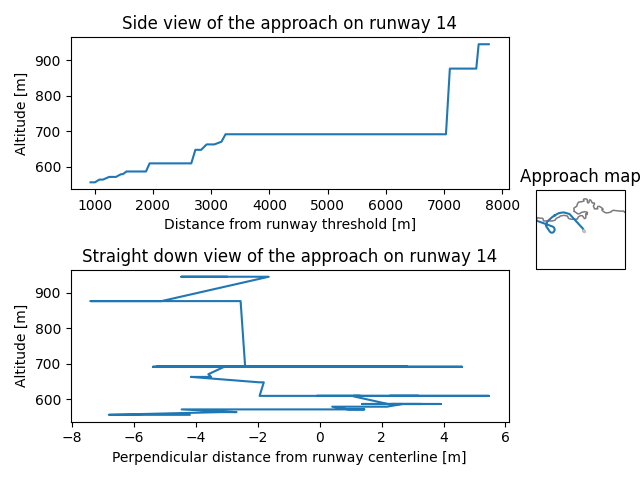 Side view of the approach on runway 14
900
800
700
600
Altitude [m]
1000 2000 3000 4000 5000 6000 7000 8000
Distance from runway threshold [m]
Approach map
Straight down view of the approach on runway 14
900
800
700
600
Altitude [m]
−8 −6 −4 −2 0 2 4 6
Perpendicular distance from runway centerline [m]